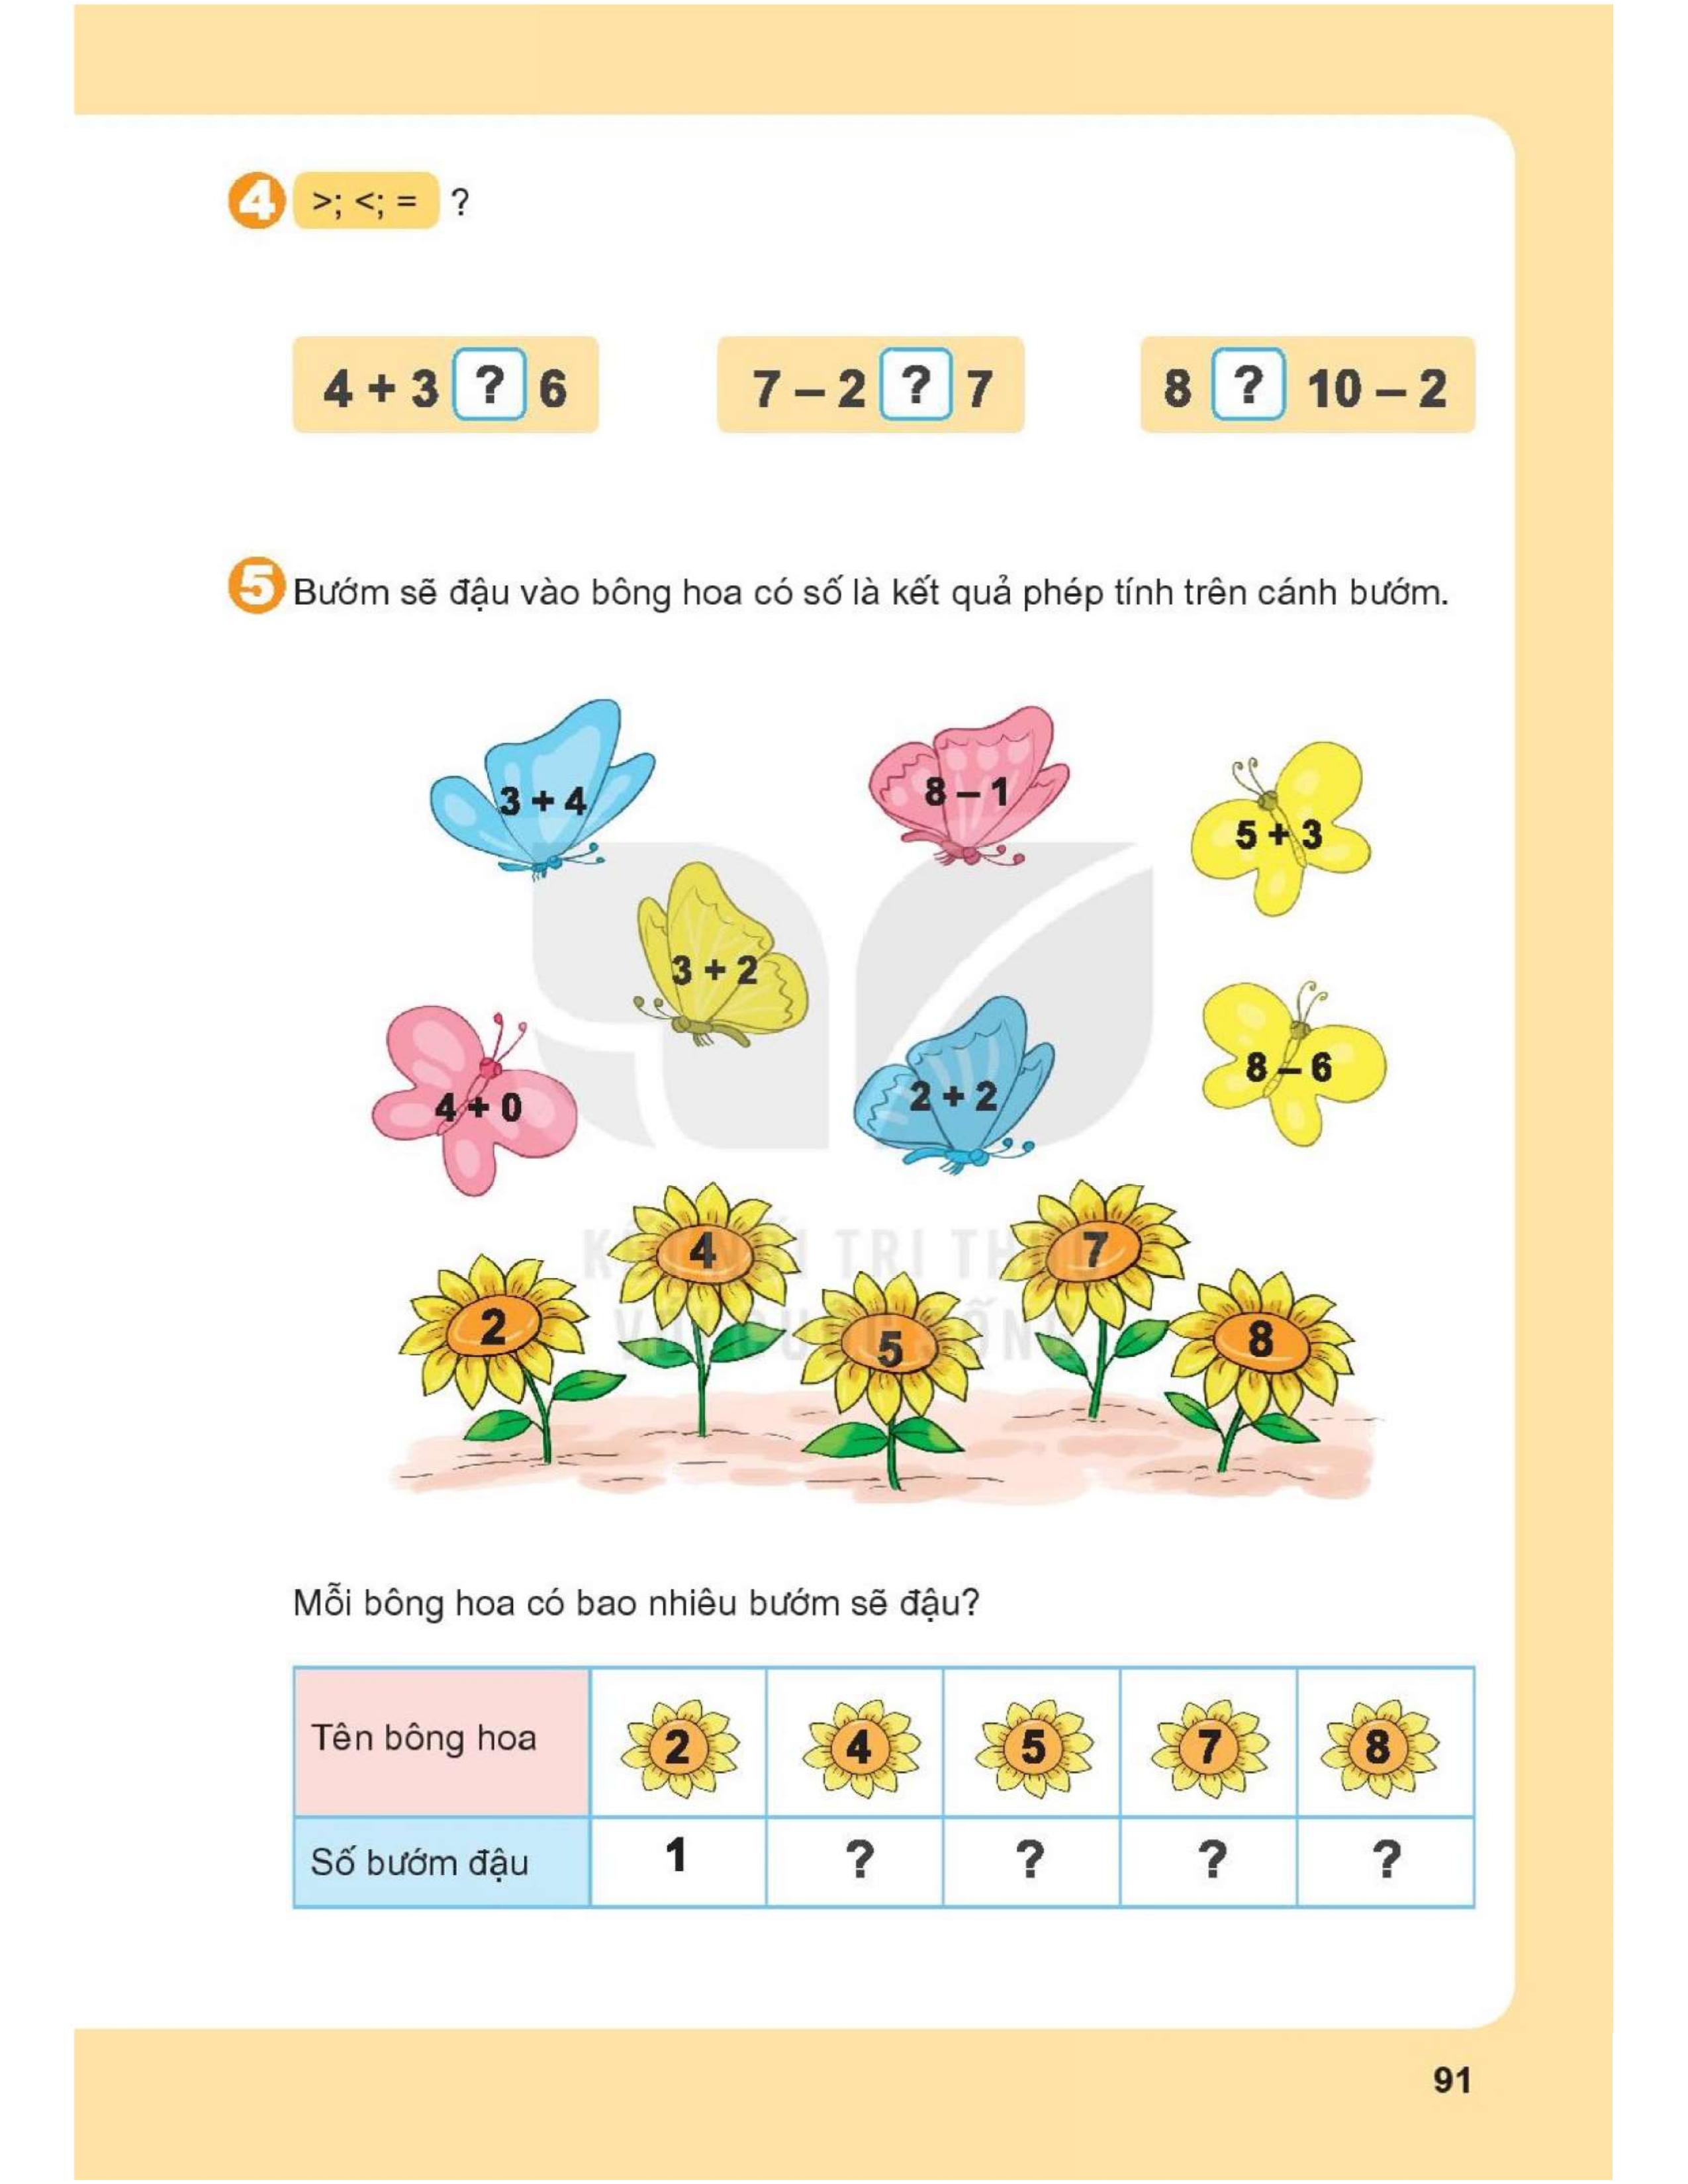 4 >; <; = ?
4 + 3 ? 6
7 – 2 ? 7
8 ? 10 – 2
5 Bướm sẽ đậu vào bông hoa có số là kết quả phép tính trên cánh bướm.
3 + 4
8 – 1
5 + 3
3 + 2
4 + 0
2 + 2
8 – 6
KẾT NỐI TRI THỨC
VỚI CUỘC SỐNG
2
4
5
7
8
Mỗi bông hoa có bao nhiêu bướm sẽ đậu?
Tên bông hoa 2 4 5 7 8
Số bướm đậu 1 ? ? ? ?
91